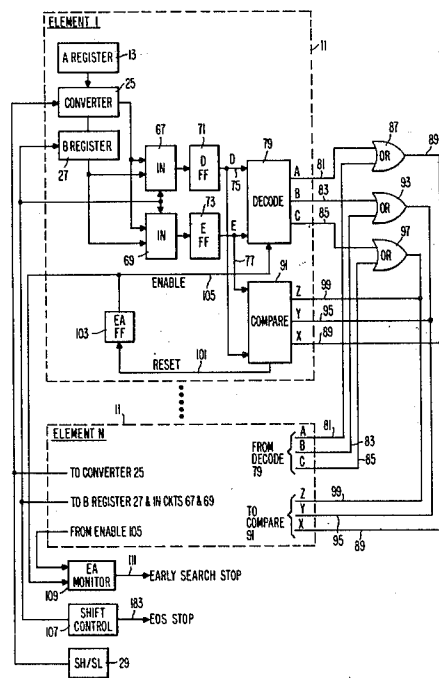 ELEMENT 1
11
A REGISTER
13
25
CONVERTER
67
71
79
87
89
B REGISTER
27
IN
D FF
D
75
DECODE
A
81
OR
B
83
93
OR
C
85
97
OR
73
IN
E FF
E
69
77
ENABLE
105
91
103
EA FF
COMPARE
Z
99
Y
95
X
89
RESET
101
11
ELEMENT N
FROM DECODE 79
A
81
B
83
C
85
TO CONVERTER 25
TO B REGISTER 27 & IN CKTS 67 & 69
FROM ENABLE 105
TO COMPARE 91
Z
99
Y
95
X
89
EA MONITOR
109
111
EARLY SEARCH STOP
SHIFT CONTROL
107
183
EOS STOP
SH/SL
29